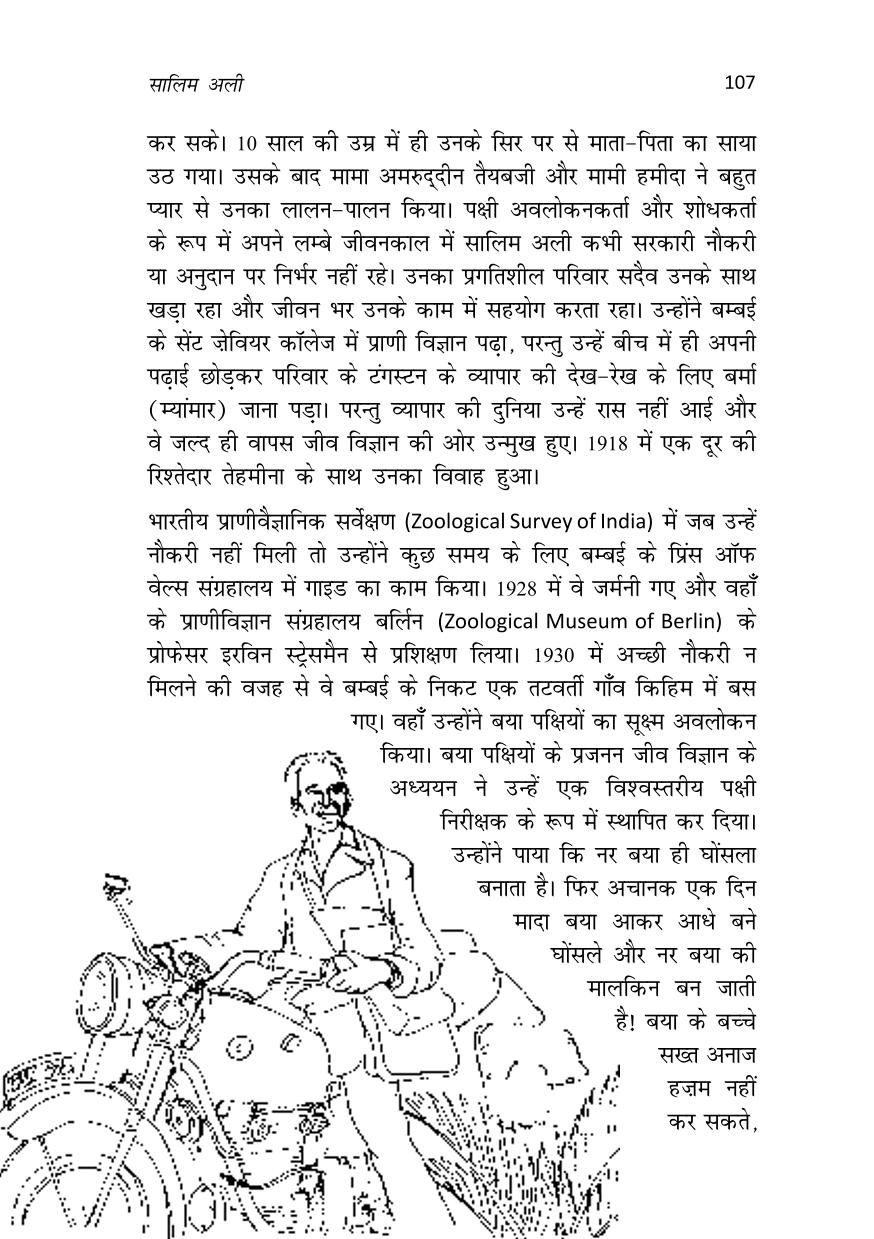 सालिम अली 107
कर सके। 10 साल की उम्र में ही उनके सिर पर से माता-पिता का साया
उठ गया। उसके बाद मामा अमरुद्दीन तैयबजी और मामी हमीदा ने बहुत
प्यार से उनका लालन-पालन किया। पक्षी अवलोकनकर्ता और शोधकर्ता
के रूप में अपने लम्बे जीवनकाल में सालिम अली कभी सरकारी नौकरी
या अनुदान पर निर्भर नहीं रहे। उनका प्रगतिशील परिवार सदैव उनके साथ
खड़ा रहा और जीवन भर उनके काम में सहयोग करता रहा। उन्होंने बम्बई
के सेंट ज़ेवियर कॉलेज में प्राणी विज्ञान पढ़ा, परन्तु उन्हें बीच में ही अपनी
पढ़ाई छोड़कर परिवार के टंगस्टन के व्यापार की देख-रेख के लिए बर्मा
(म्यांमार) जाना पड़ा। परन्तु व्यापार की दुनिया उन्हें रास नहीं आई और
वे जल्द ही वापस जीव विज्ञान की ओर उन्मुख हुए। 1918 में एक दूर की
रिश्तेदार तेहमीना के साथ उनका विवाह हुआ।
भारतीय प्राणीवैज्ञानिक सर्वेक्षण (Zoological Survey of India) में जब उन्हें
नौकरी नहीं मिली तो उन्होंने कुछ समय के लिए बम्बई के प्रिंस ऑफ
वेल्स संग्रहालय में गाइड का काम किया। 1928 में वे जर्मनी गए और वहाँ
के प्राणीविज्ञान संग्रहालय बर्लिन (Zoological Museum of Berlin) के
प्रोफेसर इरविन स्ट्रेसमैन से प्रशिक्षण लिया। 1930 में अच्छी नौकरी न
मिलने की वजह से वे बम्बई के निकट एक तटवर्ती गाँव किहिम में बस
गए। वहाँ उन्होंने बया पक्षियों का सूक्ष्म अवलोकन
किया। बया पक्षियों के प्रजनन जीव विज्ञान के
अध्ययन ने उन्हें एक विश्वस्तरीय पक्षी
निरीक्षक के रूप में स्थापित कर दिया।
उन्होंने पाया कि नर बया ही घोंसला
बनाता है। फिर अचानक एक दिन
मादा बया आकर आधे बने
घोंसले और नर बया की
मालकिन बन जाती
है! बया के बच्चे
सख्त अनाज
हज़म नहीं
कर सकते,